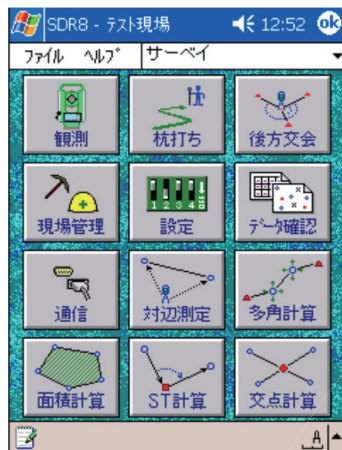 SDR8 - テスト現場 12:52 ok
ファイル ヘルプ サーベイ
観測 杭打ち 後方交会
現場管理 設定 データ確認
通信 対辺測定 多角計算
面積計算 ST計算 交点計算
A